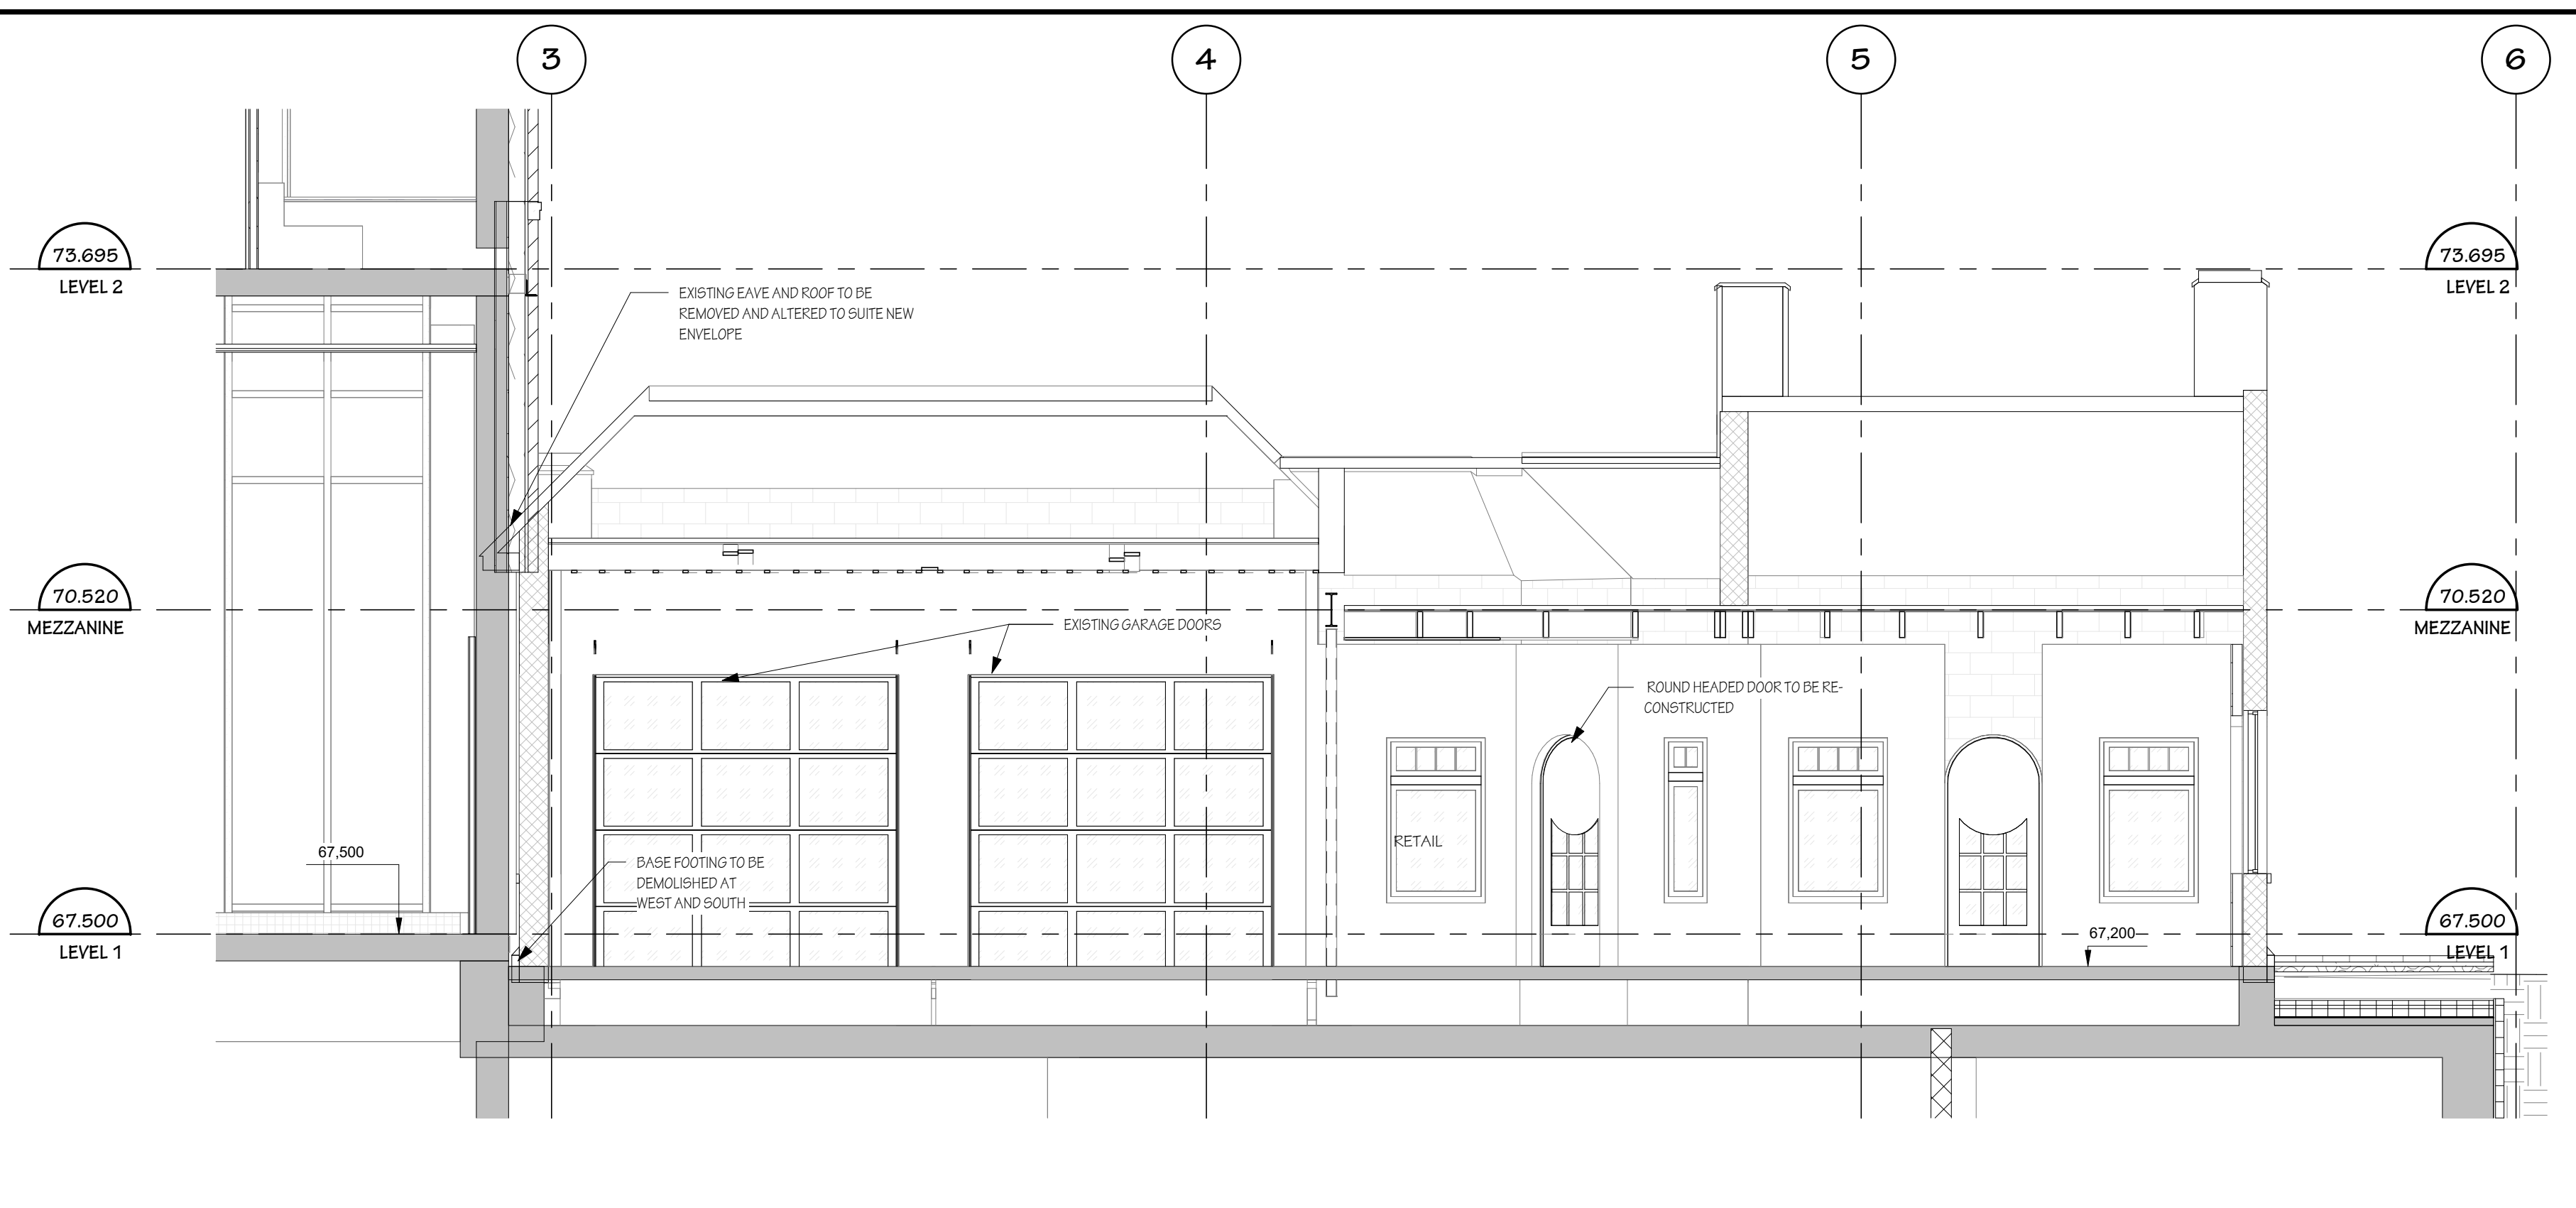 3
4
5
6
73.695
LEVEL 2
73.695
LEVEL 2
EXISTING EAVE AND ROOF TO BE
REMOVED AND ALTERED TO SUITE NEW
ENVELOPE
70.520
MEZZANINE
70.520
MEZZANINE
EXISTING GARAGE DOORS
ROUND HEADED DOOR TO BE RE-
CONSTRUCTED
RETAIL
67,500
BASE FOOTING TO BE
DEMOLISHED AT
WEST AND SOUTH
67.500
LEVEL 1
67,200
67.500
LEVEL 1